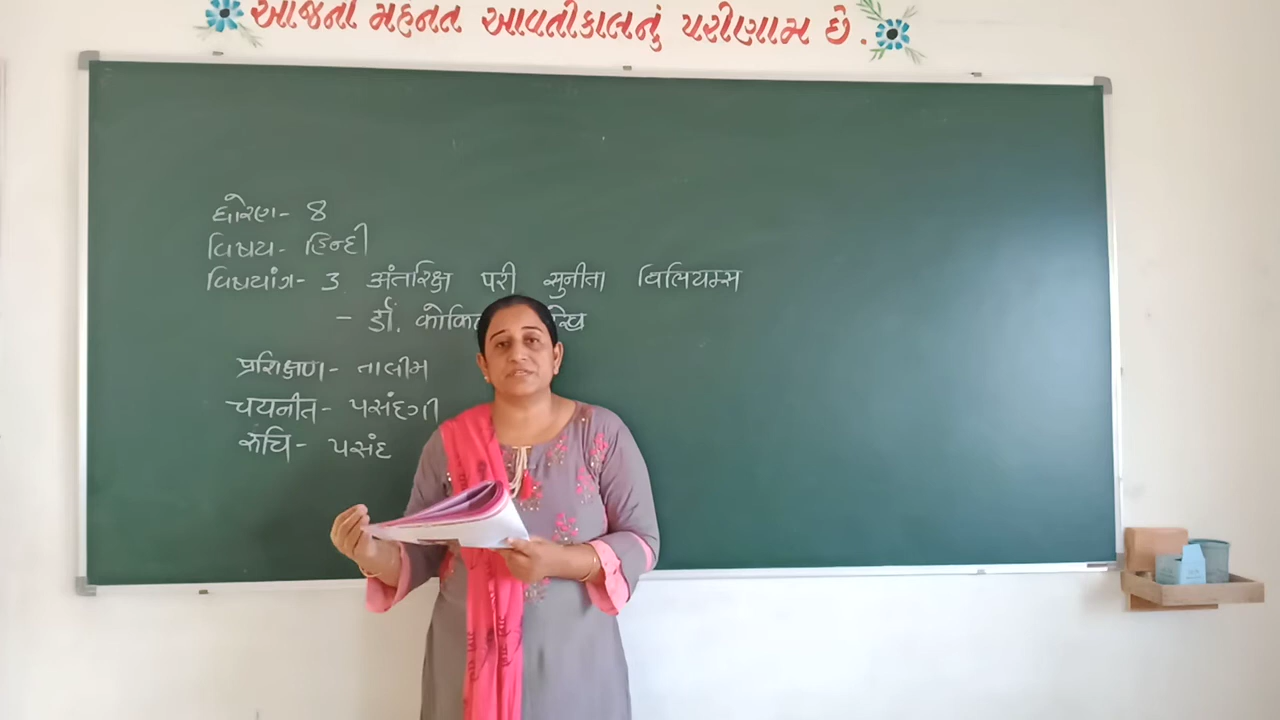 આજની મહેનત આવતીકાલનું પરીણામ છે.
ધોરણ- 8
વિષય- હિન્દી
વિષયાંગ- 3 अंतरिक्ष परी सुनीता विलियम्स
- डॉ.
प्रशिक्षण- તાલીમ
चयनीत- પસંદગી
रुचि- પસંદ